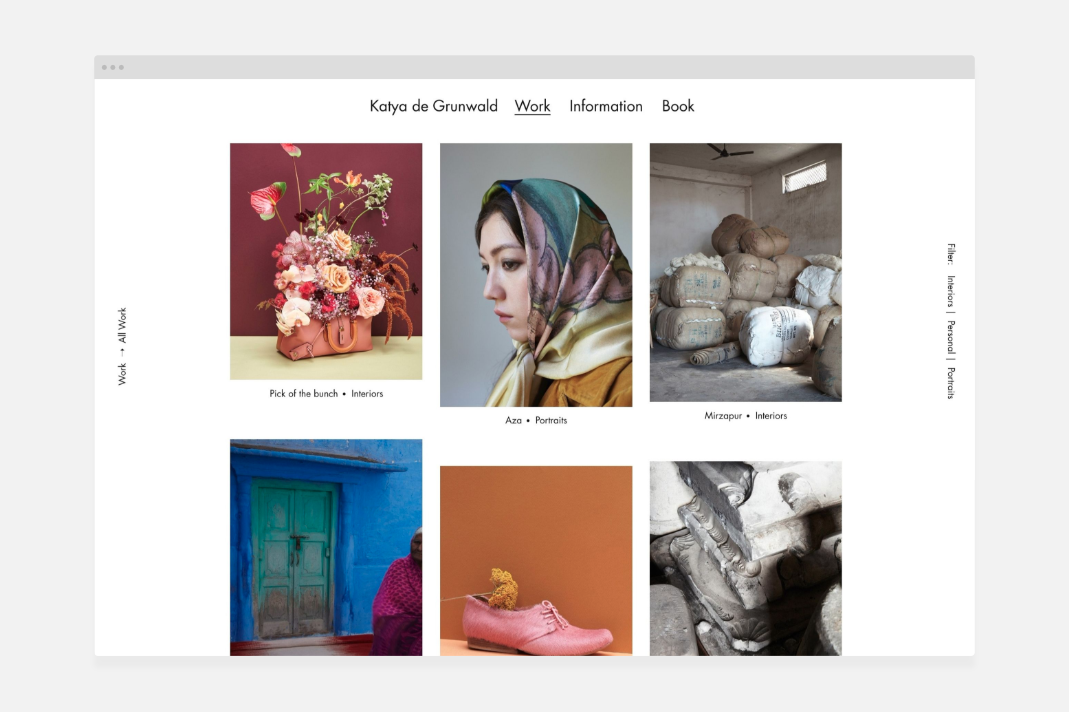 Katya de Grunwald Work Information Book
Work → All Work
Pick of the bunch • Interiors
Aza • Portraits
Mirzapur • Interiors
Filter: Interiors | Personal | Portraits